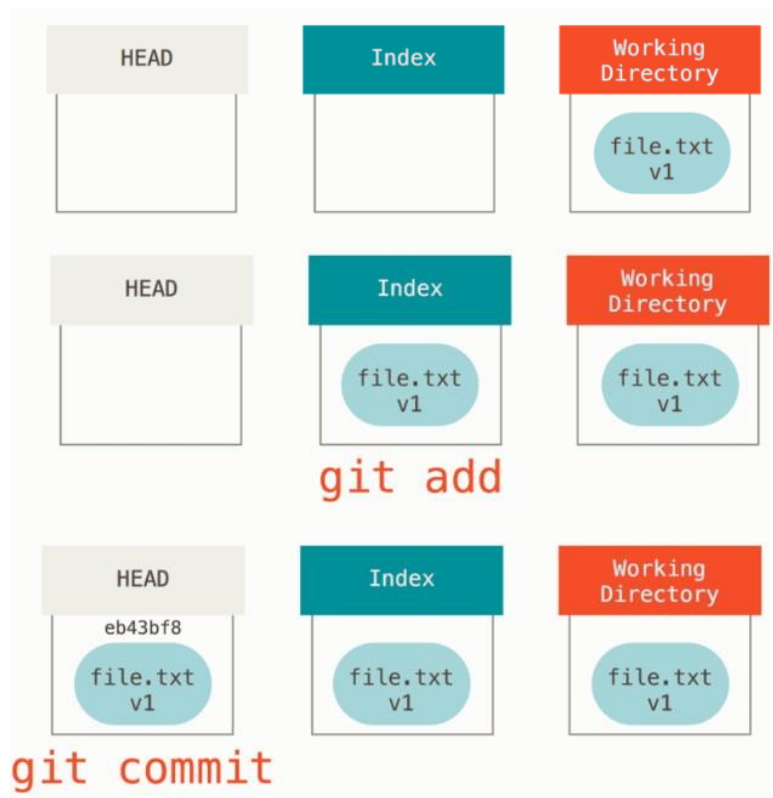 HEAD
Index
Working
Directory
file.txt
v1
HEAD
Index
Working
Directory
file.txt
v1
file.txt
v1
git add
HEAD
Index
Working
Directory
eb43bf8
file.txt
v1
file.txt
v1
file.txt
v1
git commit